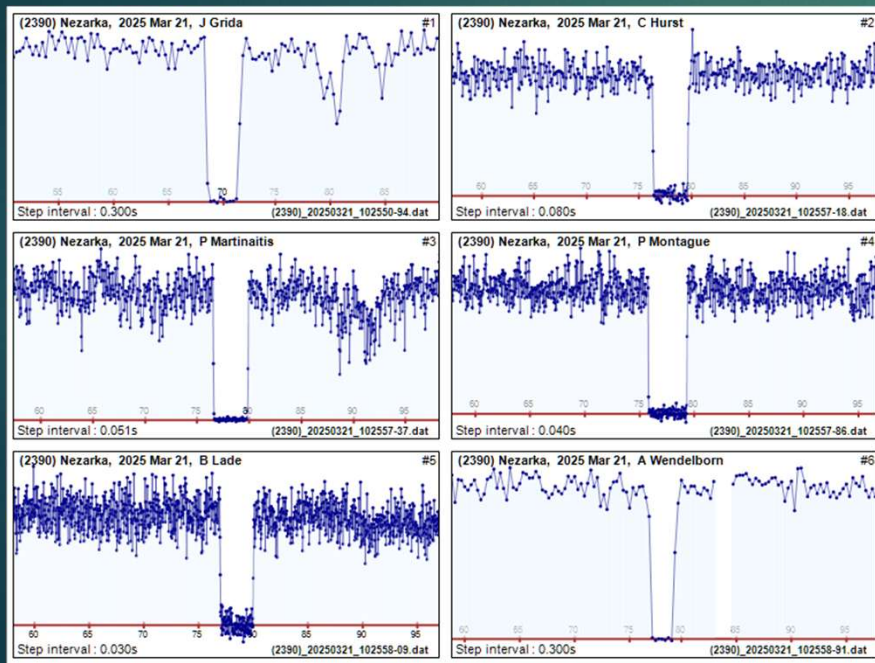 (2390) Nezarka, 2025 Mar 21, J Grida #1
65 60 65 70 75 80 85
Step interval : 0.300s (2390)_20250321_102550-94.dat
(2390) Nezarka, 2025 Mar 21, C Hurst #2
60 65 70 75 80 85 90 95
Step interval : 0.080s (2390)_20250321_102557-18.dat
(2390) Nezarka, 2025 Mar 21, P Martinaitis #3
60 65 70 75 80 85 90 95
Step interval : 0.051s (2390)_20250321_102557-37.dat
(2390) Nezarka, 2025 Mar 21, P Montague #4
60 65 70 75 80 85 90 95
Step interval : 0.040s (2390)_20250321_102557-86.dat
(2390) Nezarka, 2025 Mar 21, B Lade #5
60 65 70 75 80 85 90 95
Step interval : 0.030s (2390)_20250321_102558-09.dat
(2390) Nezarka, 2025 Mar 21, A Wendelborn #6
60 65 70 75 80 85 90 95
Step interval : 0.300s (2390)_20250321_102558-91.dat